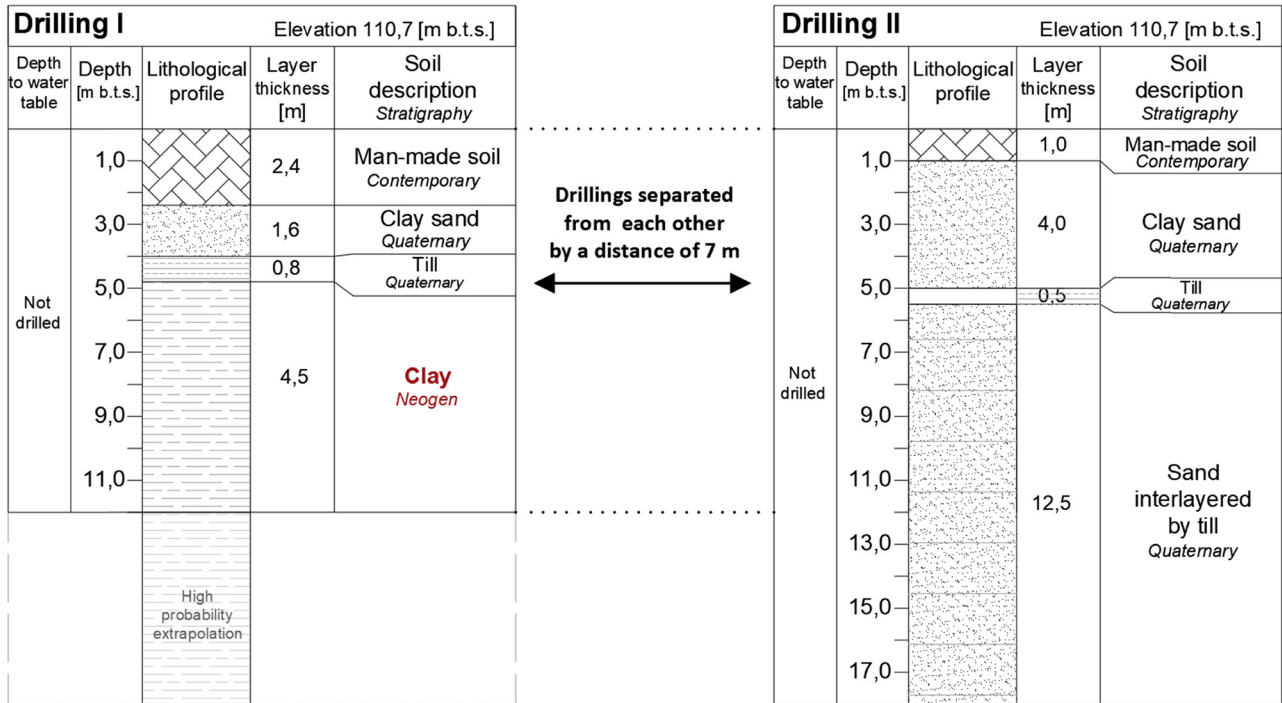 Drilling I
Elevation 110,7 [m b.t.s.]
Depth
to water
table
Depth
[m b.t.s.]
Lithological
profile
Layer
thickness
[m]
Soil
description
Stratigraphy
Not
drilled
1,0
3,0
5,0
7,0
9,0
11,0
High
probability
extrapolation
2,4
1,6
0,8
4,5
Man-made soil
Contemporary
Clay sand
Quaternary
Till
Quaternary
Clay
Neogen
Drillings separated
from each other
by a distance of 7 m
Drilling II
Elevation 110,7 [m b.t.s.]
Depth
to water
table
Depth
[m b.t.s.]
Lithological
profile
Layer
thickness
[m]
Soil
description
Stratigraphy
Not
drilled
1,0
3,0
5,0
7,0
9,0
11,0
13,0
15,0
17,0
1,0
4,0
0,5
12,5
Man-made soil
Contemporary
Clay sand
Quaternary
Till
Quaternary
Sand
interlayered
by till
Quaternary